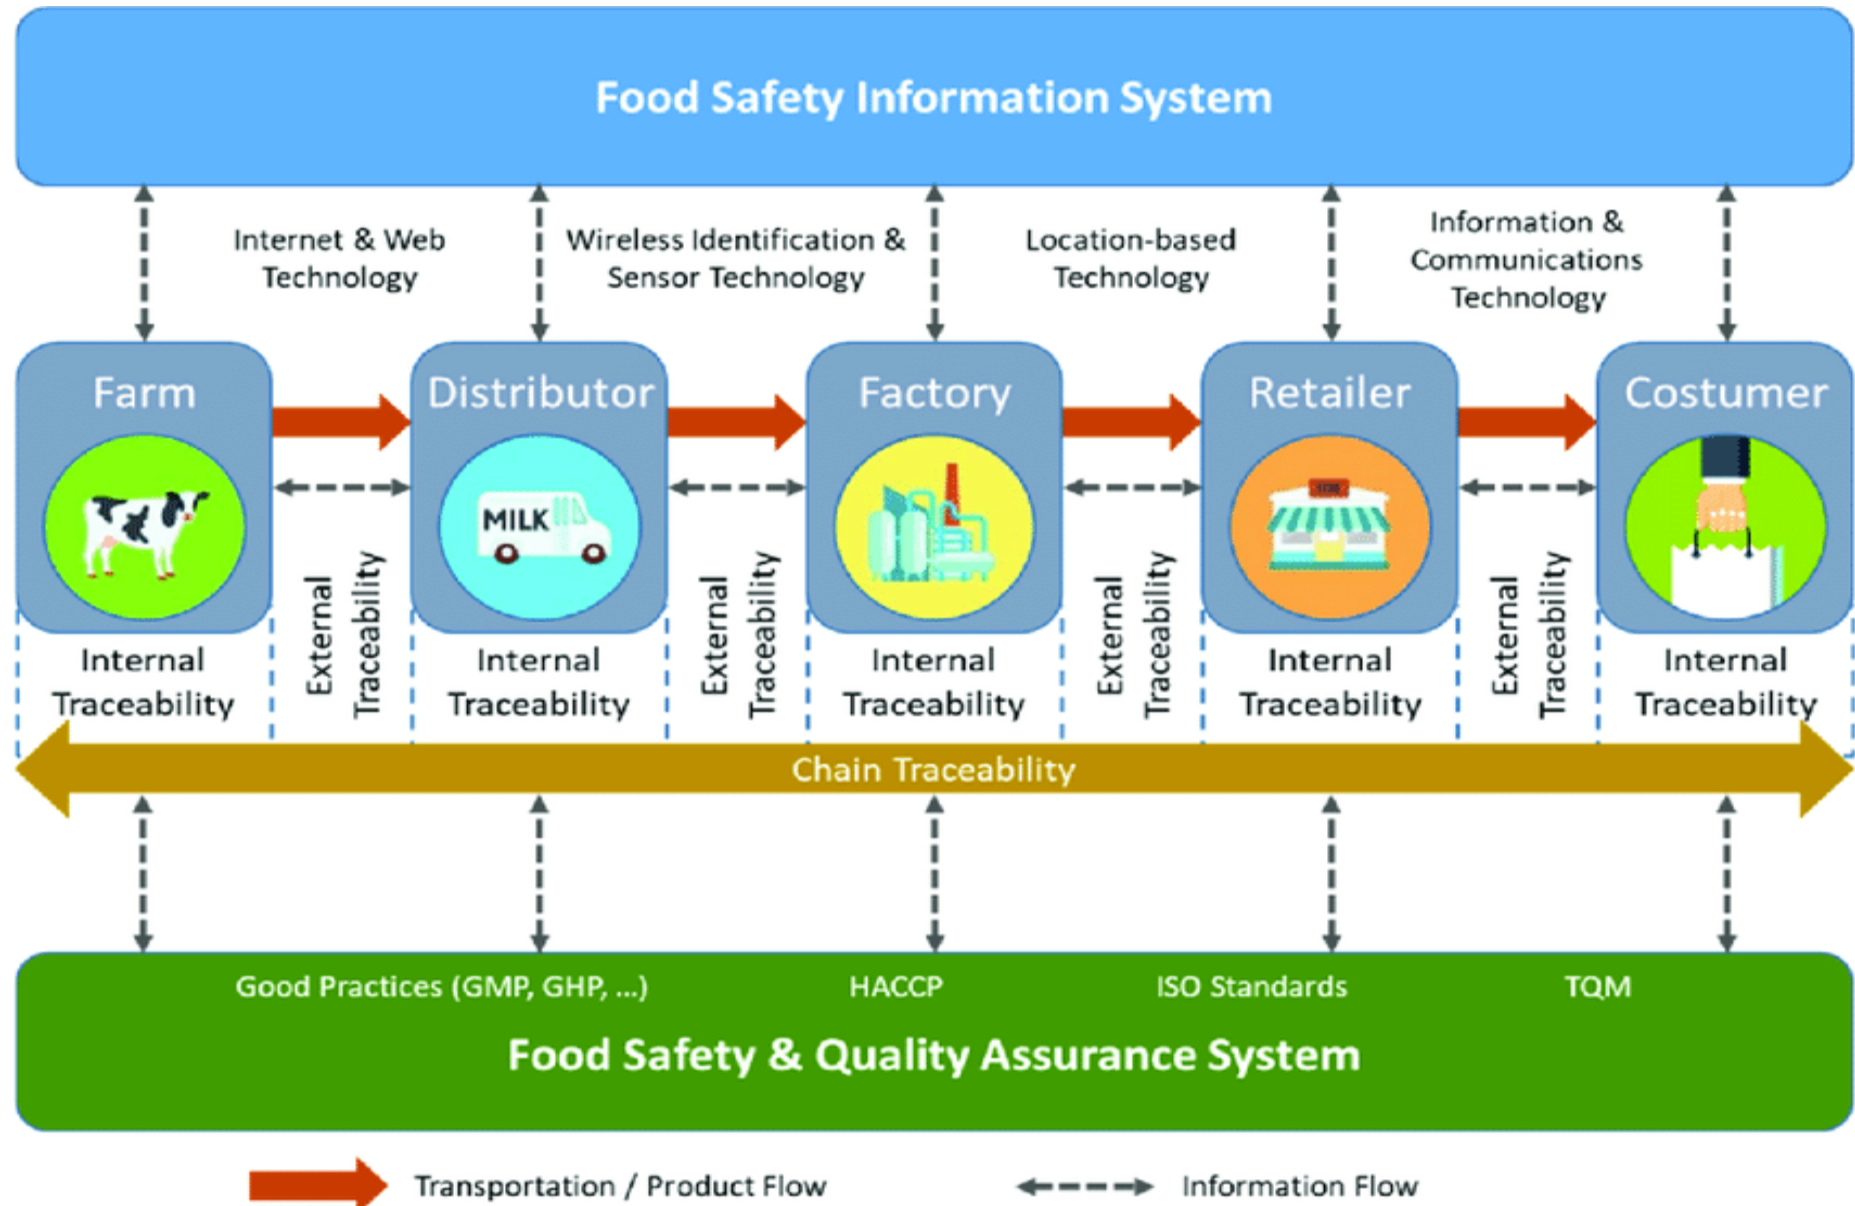 Food Safety Information System
Internet & Web
Technology
Wireless Identification &
Sensor Technology
Location-based
Technology
Information &
Communications
Technology
Farm
Distributor
Factory
Retailer
Costumer
MILK
Internal
Traceability
External
Traceability
Internal
Traceability
External
Traceability
Internal
Traceability
External
Traceability
Internal
Traceability
External
Traceability
Internal
Traceability
Chain Traceability
Good Practices (GMP, GHP, ...)
HACCP
ISO Standards
TQM
Food Safety & Quality Assurance System
Transportation / Product Flow
Information Flow